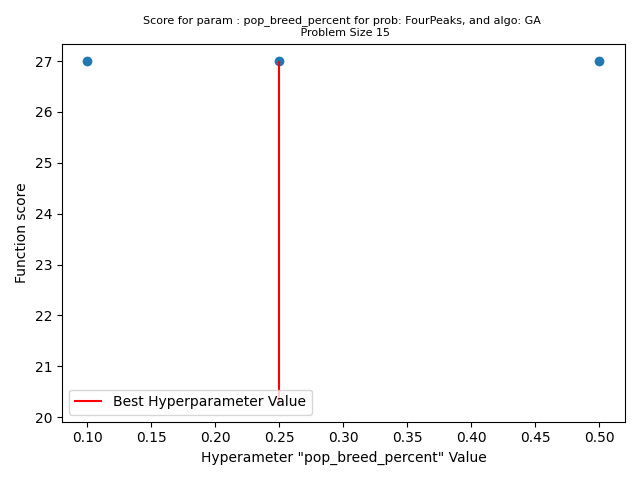 Score for param : pop_breed_percent for prob: FourPeaks, and algo: GA
Problem Size 15
27
26
25
24
23
22
21
20
Function score
Best Hyperparameter Value
0.10 0.15 0.20 0.25 0.30 0.35 0.40 0.45 0.50
Hyperameter "pop_breed_percent" Value